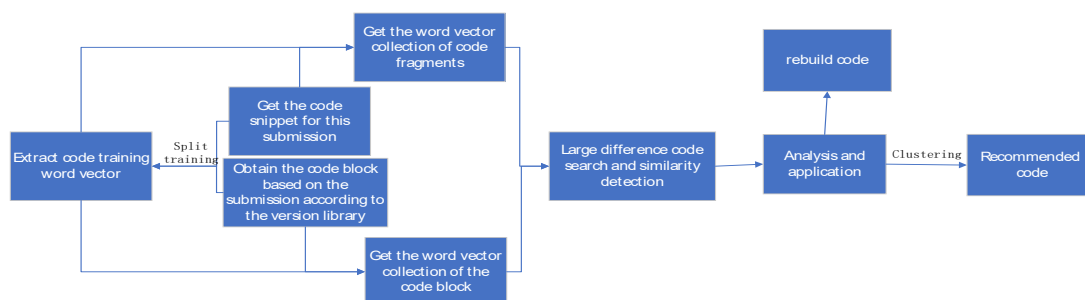 Get the word vector
collection of code
fragments
rebuild code
Get the code
snippet for this
submission
Split
training
Extract code training
word vector
Obtain the code block
based on the
submission according to
the version library
Large difference code
search and similarity
detection
Analysis and
application
Clustering
Recommended
code
Get the word vector
collection of the
code block